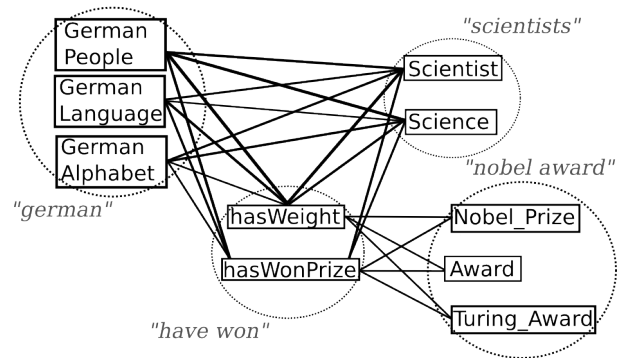 "scientists"
German
People
German
Language
German
Alphabet
"german"
Scientist
Science
"nobel award"
hasWeight
hasWonPrize
"have won"
Nobel_Prize
Award
Turing_Award